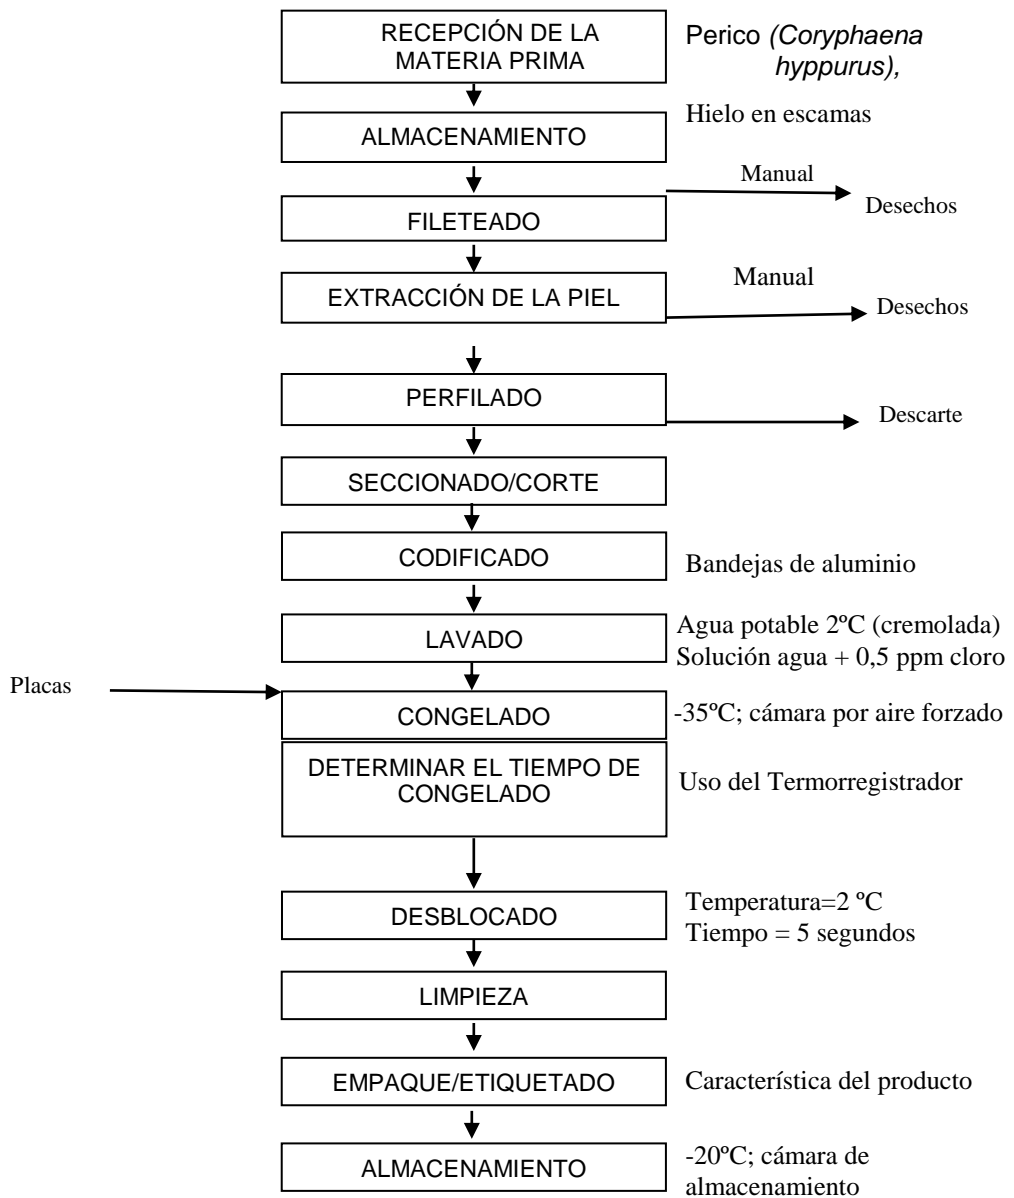 RECEPCIÓN DE LA
MATERIA PRIMA
Perico (Coryphaena
hyppurus),
ALMACENAMIENTO
Hielo en escamas
Manual
Desechos
FILETEADO
EXTRACCIÓN DE LA PIEL
Manual
Desechos
PERFILADO
Descarte
SECCIONADO/CORTE
CODIFICADO
Bandejas de aluminio
LAVADO
Agua potable 2ºC (cremolada)
Solución agua + 0,5 ppm cloro
Placas
CONGELADO
-35ºC; cámara por aire forzado
DETERMINAR EL TIEMPO DE
CONGELADO
Uso del Termorregistrador
DESBLOCADO
Temperatura=2 ºC
Tiempo = 5 segundos
LIMPIEZA
EMPAQUE/ETIQUETADO
Característica del producto
ALMACENAMIENTO
-20ºC; cámara de
almacenamiento